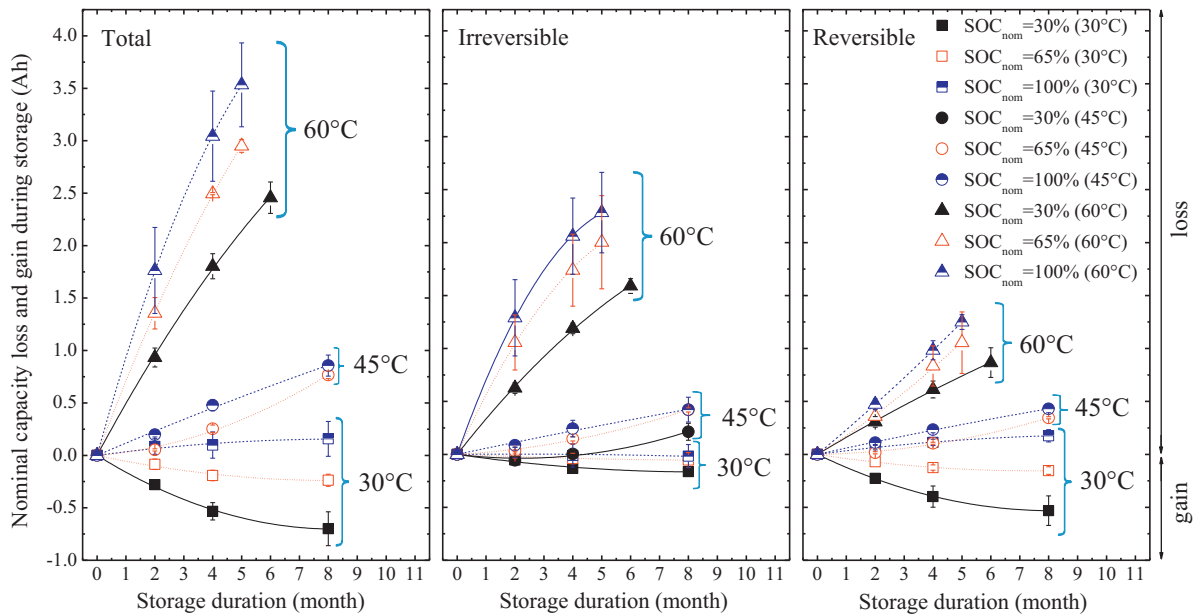 Nominal capacity loss and gain during storage (Ah)
4.0
3.5
3.0
2.5
2.0
1.5
1.0
0.5
0.0
-0.5
-1.0
Total
60°C
45°C
30°C
0 1 2 3 4 5 6 7 8 9 10 11
Storage duration (month)
Irreversible
60°C
45°C
30°C
0 1 2 3 4 5 6 7 8 9 10 11
Storage duration (month)
Reversible
SOCnom=30% (30°C)
SOCnom=65% (30°C)
SOCnom=100% (30°C)
SOCnom=30% (45°C)
SOCnom=65% (45°C)
SOCnom=100% (45°C)
SOCnom=30% (60°C)
SOCnom=65% (60°C)
SOCnom=100% (60°C)
60°C
45°C
30°C
0 1 2 3 4 5 6 7 8 9 10 11
Storage duration (month)
loss
gain